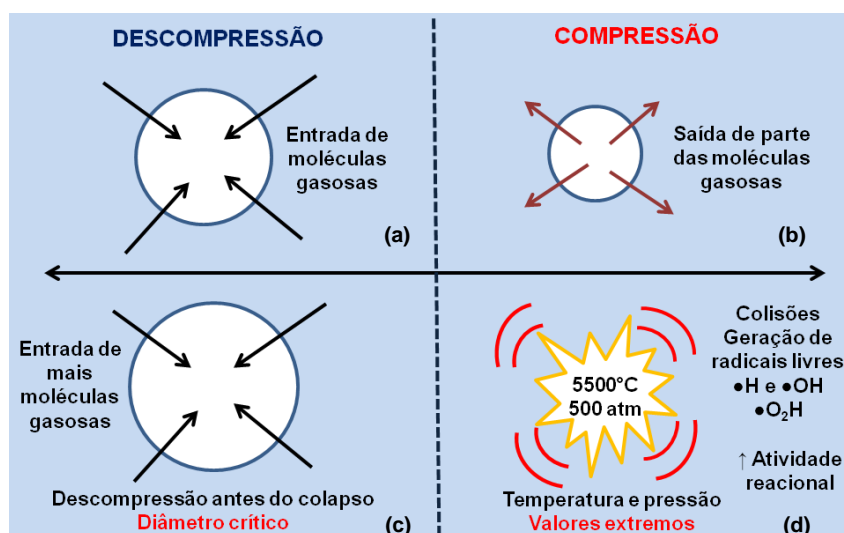 DESCOMPRESSÃO
COMPRESSÃO
Entrada de
moléculas
gasosas
(a)
Saída de parte
das moléculas
gasosas
(b)
Entrada de
mais
moléculas
gasosas
Descompressão antes do colapso
Diâmetro crítico
(c)
5500°C
500 atm
Colisões
Geração de
radicais livres
●H e ●OH
●O₂H
↑ Atividade
reacional
Temperatura e pressão
Valores extremos
(d)